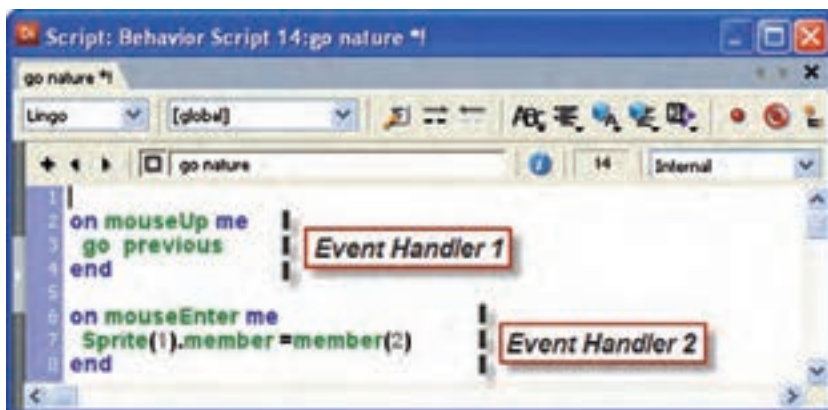 Script: Behavior Script 14:go nature *!
go nature *!
Lingo [global]
go nature 14 Internal
1
2 on mouseUp me
3 go previous
4 end
Event Handler 1
5
6 on mouseEnter me
7 Sprite(1).member =member(2)
8 end
Event Handler 2